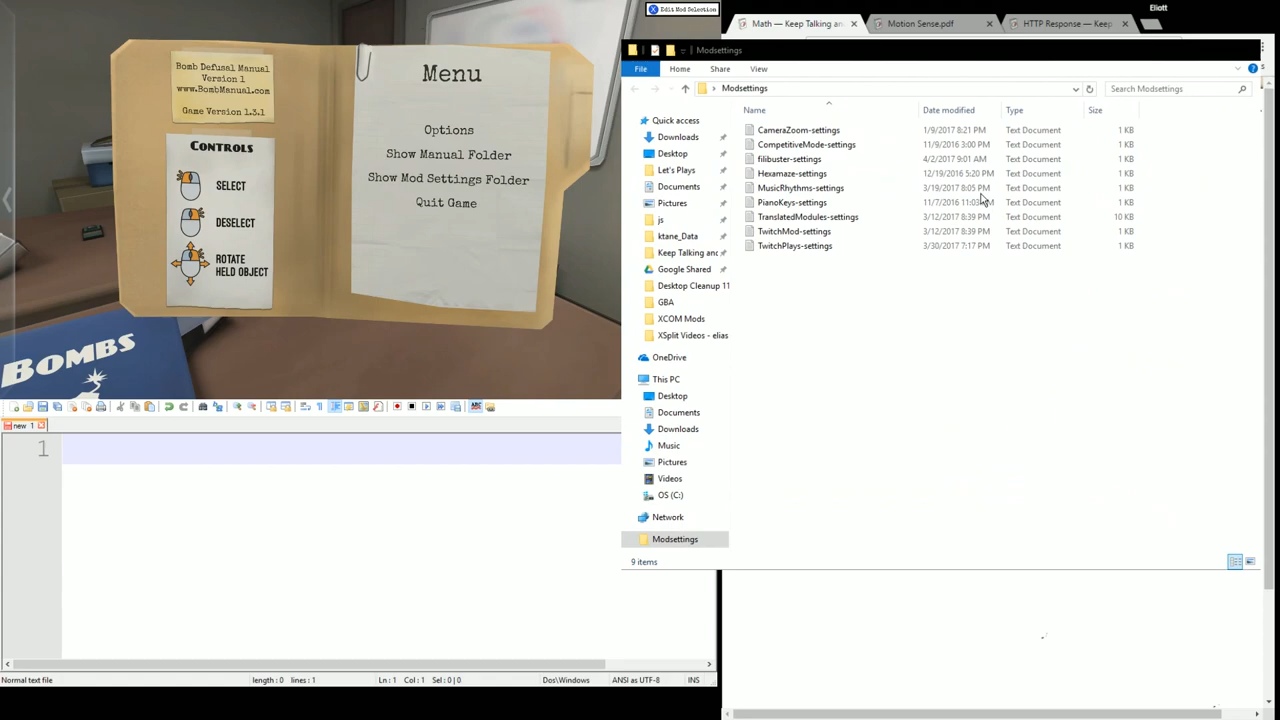 Edit Mod Selection
Eliott
Bomb Defusal Manual
Version 1
www.BombManual.com
Game Version 1.3.1
CONTROLS
SELECT
DESELECT
ROTATE
HELD OBJECT
Menu
Options
Show Manual Folder
Show Mod Settings Folder
Quit Game
BOMBS
Math — Keep Talking an
Motion Sense.pdf
HTTP Response — Keep
Modsettings
File Home Share View
Modsettings
Search Modsettings
Name Date modified Type Size
Quick access
Downloads
Desktop
Let's Plays
Documents
Pictures
js
ktane_Data
Keep Talking and
Google Shared
Desktop Cleanup 11
GBA
XCOM Mods
XSplit Videos - elias
OneDrive
This PC
Desktop
Documents
Downloads
Music
Pictures
Videos
OS (C:)
Network
Modsettings
CameraZoom-settings 1/9/2017 8:21 PM Text Document 1 KB
CompetitiveMode-settings 11/9/2016 3:00 PM Text Document 1 KB
filibuster-settings 4/2/2017 9:01 AM Text Document 1 KB
Hexamaze-settings 12/19/2016 5:20 PM Text Document 1 KB
MusicRhythms-settings 3/19/2017 8:05 PM Text Document 1 KB
PianoKeys-settings 11/7/2016 11:03 Text Document 1 KB
TranslatedModules-settings 3/12/2017 8:39 PM Text Document 10 KB
TwitchMod-settings 3/12/2017 8:39 PM Text Document 1 KB
TwitchPlays-settings 3/30/2017 7:17 PM Text Document 1 KB
9 items
new 1
1
Normal text file length : 0 lines : 1 Ln : 1 Col : 1 Sel : 0 | 0 Dos\Windows ANSI as UTF-8 INS